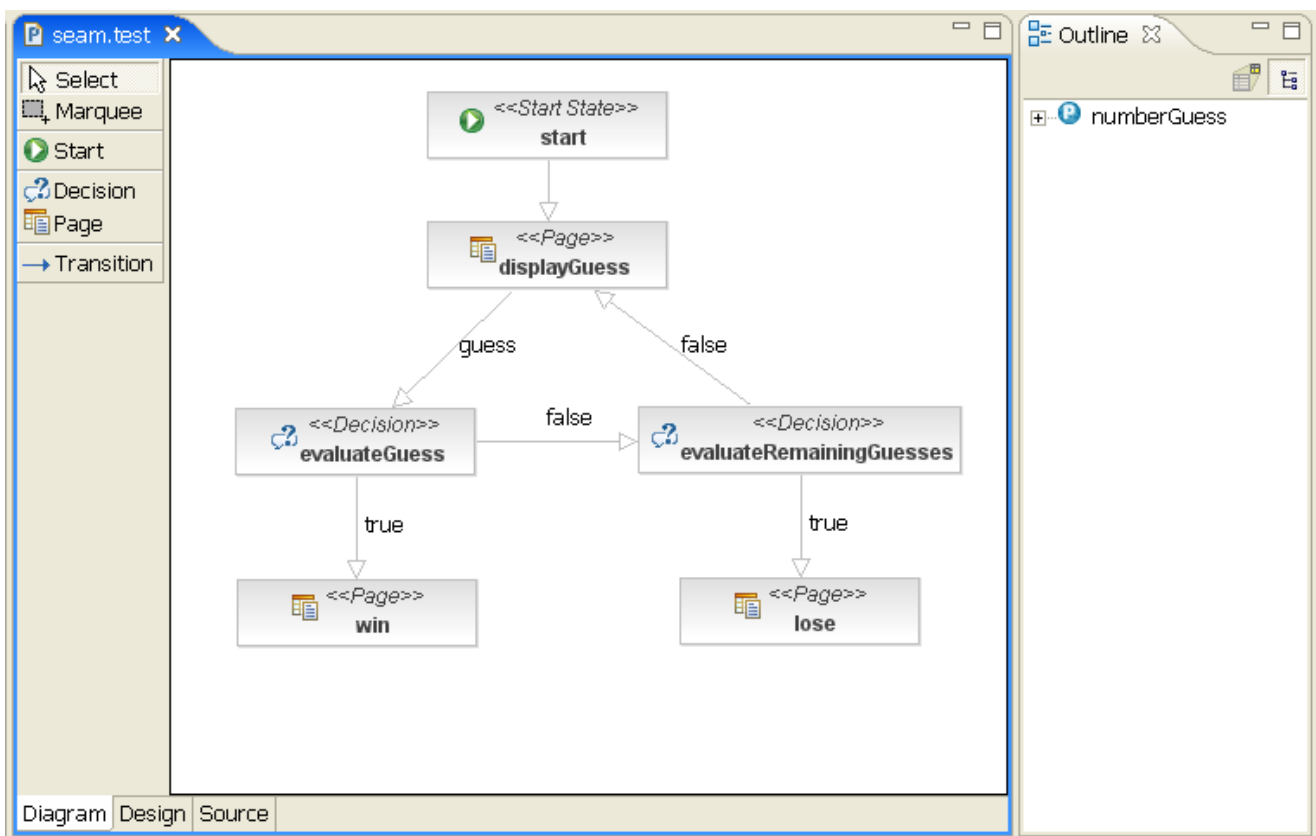 seam.test
Outline
Select
Marquee
Start
Decision
Page
Transition
<<Start State>>
start
<<Page>>
displayGuess
guess
false
<<Decision>>
evaluateGuess
false
<<Decision>>
evaluateRemainingGuesses
true
true
<<Page>>
win
<<Page>>
lose
numberGuess
Diagram Design Source